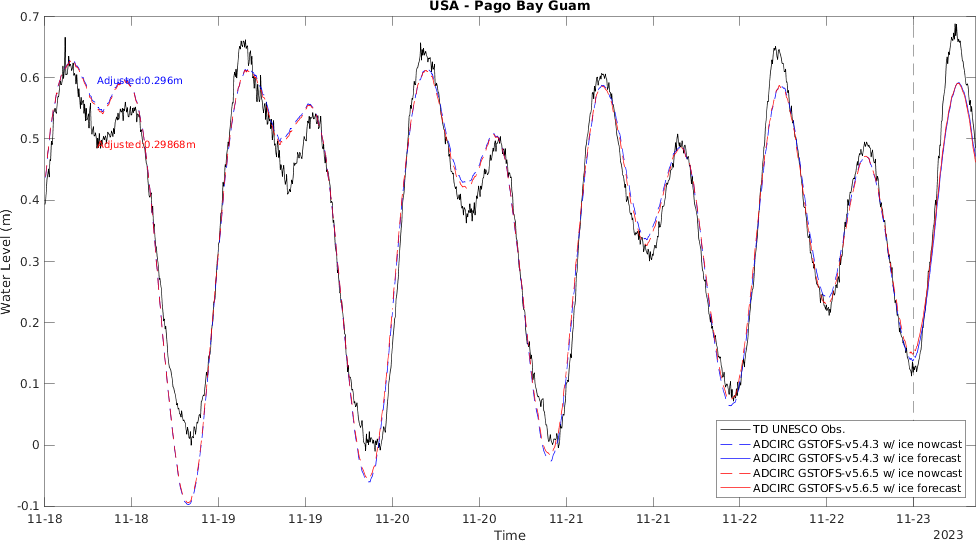 USA - Pago Bay Guam
0.7
0.6
0.5
0.4
0.3
0.2
0.1
0
-0.1
Water Level (m)
Adjusted:0.296m
Adjusted:0.29868m
TD UNESCO Obs.
ADCIRC GSTOFS-v5.4.3 w/ ice nowcast
ADCIRC GSTOFS-v5.4.3 w/ ice forecast
ADCIRC GSTOFS-v5.6.5 w/ ice nowcast
ADCIRC GSTOFS-v5.6.5 w/ ice forecast
11-18 11-18 11-19 11-19 11-20 11-20 11-21 11-21 11-22 11-22 11-23
Time
2023